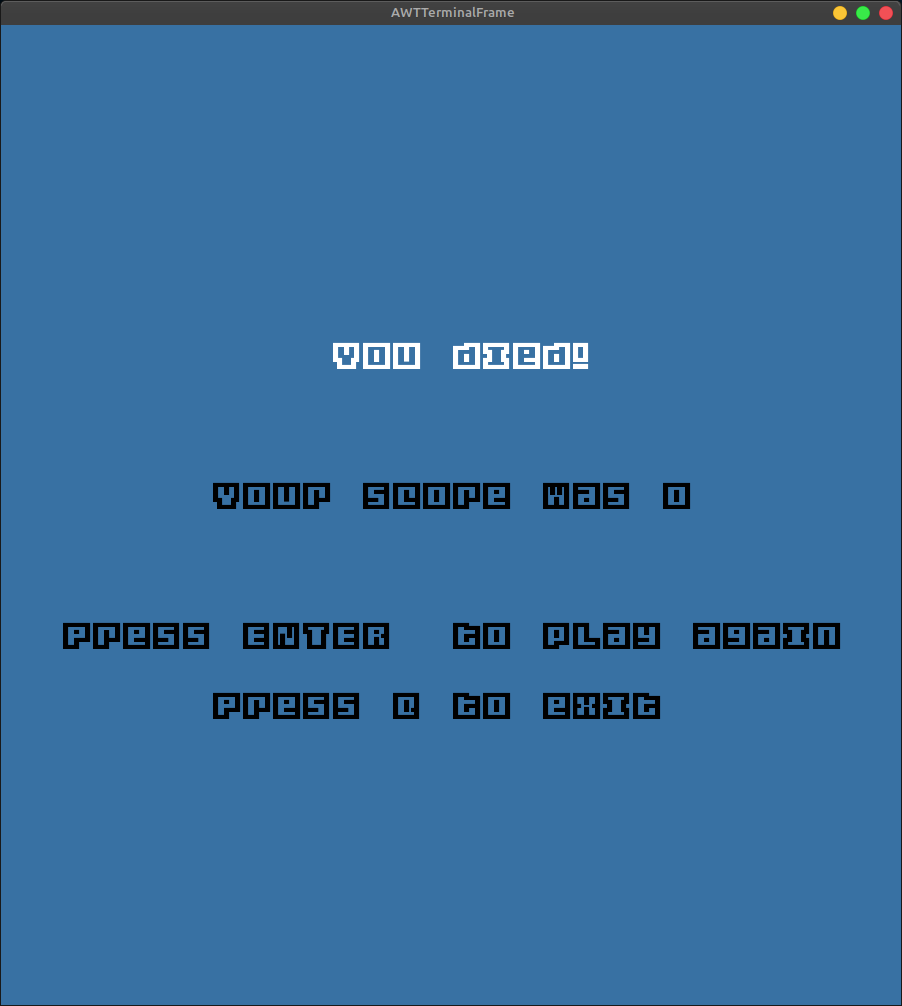 AWTTerminalFrame
You died!
Your score was 0
Press ENTER  to play again
Press Q to exit